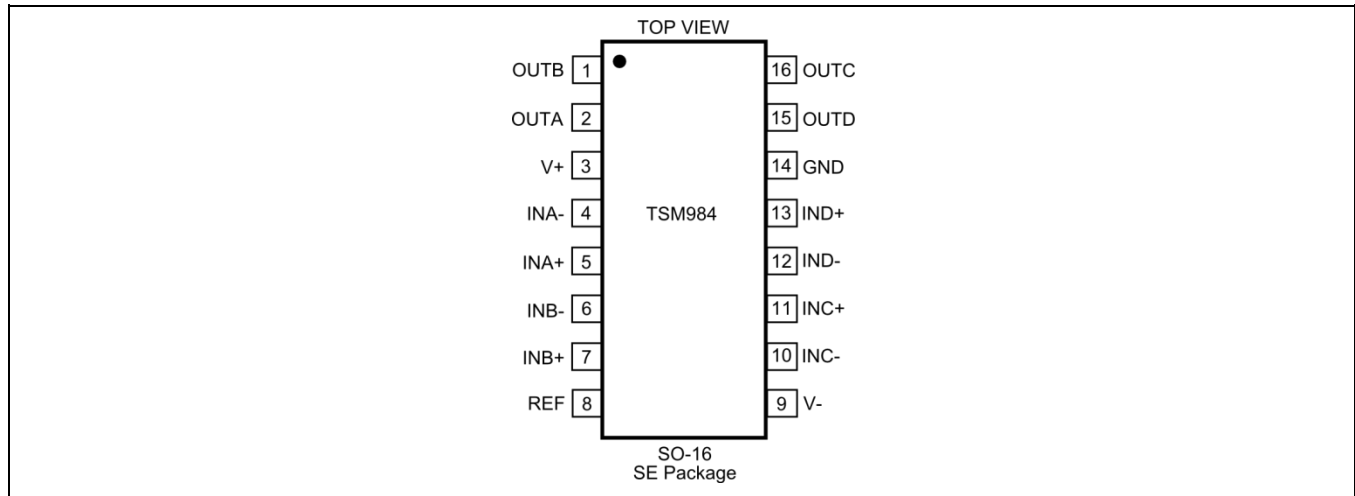 TOP VIEW
OUTB 1 16 OUTC
OUTA 2 15 OUTD
V+ 3 14 GND
INA- 4 TSM984 13 IND+
INA+ 5 12 IND-
INB- 6 11 INC+
INB+ 7 10 INC-
REF 8 9 V-
SO-16
SE Package